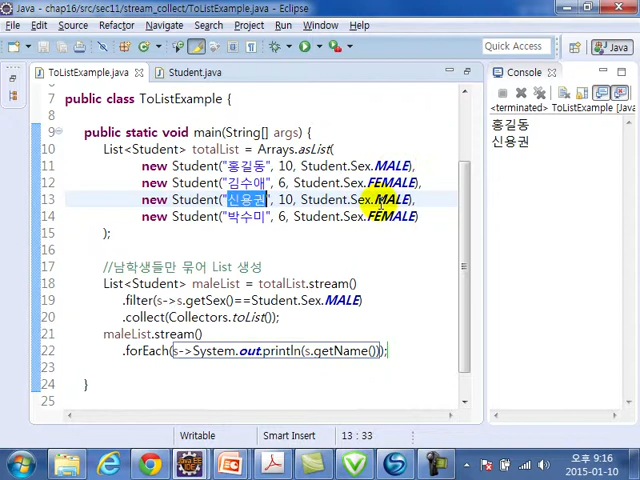 Java - chap16/src/sec11/stream_collect/ToListExample.java - Eclipse
File Edit Source Refactor Navigate Search Project Run Window Help
Quick Access Java
ToListExample.java Student.java
7 public class ToListExample {
8
9 public static void main(String[] args) {
10 List<Student> totalList = Arrays.asList(
11 new Student("홍길동", 10, Student.Sex.MALE),
12 new Student("김수애", 6, Student.Sex.FEMALE),
13 new Student("신용권", 10, Student.Sex.MALE),
14 new Student("박수미", 6, Student.Sex.FEMALE)
15 );
16
17 //남학생들만 묶어 List 생성
18 List<Student> maleList = totalList.stream()
19 .filter(s->s.getSex()==Student.Sex.MALE)
20 .collect(Collectors.toList());
21 maleList.stream()
22 .forEach(s->System.out.println(s.getName()));
23
24 }
25
Console
<terminated> ToListExample [Java
홍길동
신용권
Writable Smart Insert 13 : 33
오후 9:16
2015-01-10